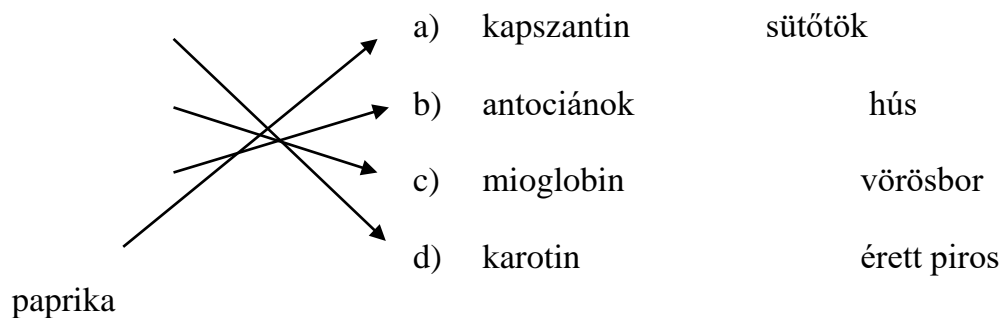 a) kapszantin sütőtök
b) antociánok hús
c) mioglobin vörösbor
d) karotin érett piros
paprika